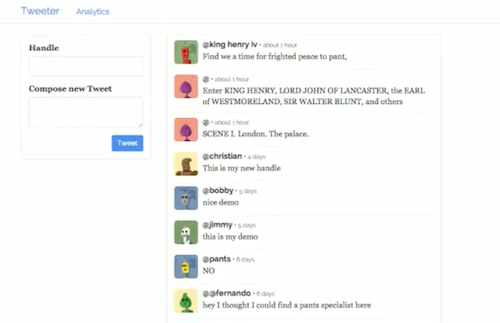 Tweeter Analytics
Handle
Compose new Tweet
Tweet
@king henry iv • about 1 hour
Find we a time for frighted peace to pant,
@ • about 1 hour
Enter KING HENRY, LORD JOHN OF LANCASTER, the EARL
of WESTMORELAND, SIR WALTER BLUNT, and others
@ • about 1 hour
SCENE I. London. The palace.
@christian • 4 days
This is my new handle
@bobby • 5 days
nice demo
@jimmy • 5 days
this is my demo
@pants • 6 days
NO
@@fernando • 6 days
hey I thought I could find a pants specialist here